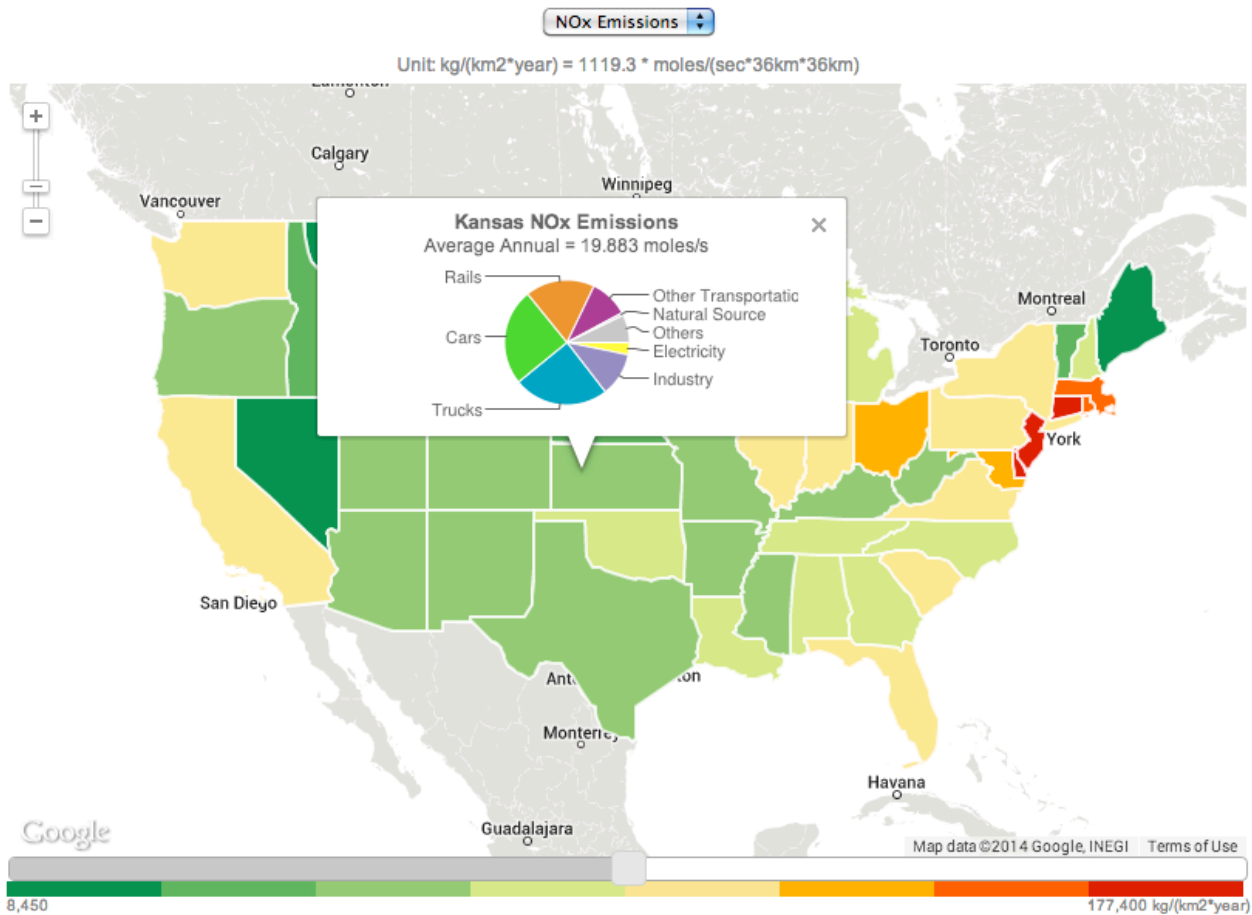 NOx Emissions
Unit: kg/(km2*year) = 1119.3 * moles/(sec*36km*36km)
Calgary
Vancouver
Winnipeg
Kansas NOx Emissions
Average Annual = 19.883 moles/s
Rails
Other Transportatic
Natural Source
Cars
Others
Electricity
Industry
Trucks
Montreal
Toronto
York
San Diego
Ant
ton
Monterrey
Havana
Guadalajara
Google
Map data ©2014 Google, INEGI
Terms of Use
8,450
177,400 kg/(km2*year)